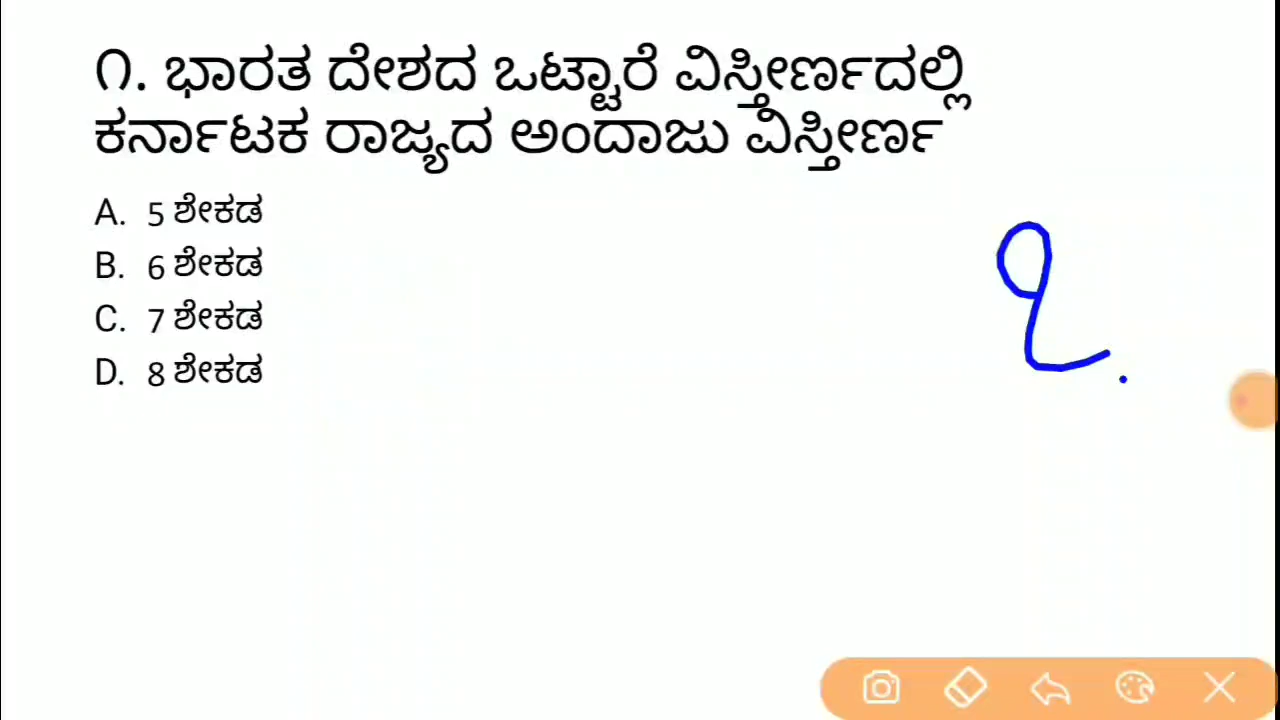 ೧. ಭಾರತ ದೇಶದ ಒಟ್ಟಾರೆ ವಿಸ್ತೀರ್ಣದಲ್ಲಿ
ಕರ್ನಾಟಕ ರಾಜ್ಯದ ಅಂದಾಜು ವಿಸ್ತೀರ್ಣ
A. 5 ಶೇಕಡ
B. 6 ಶೇಕಡ
C. 7 ಶೇಕಡ
D. 8 ಶೇಕಡ